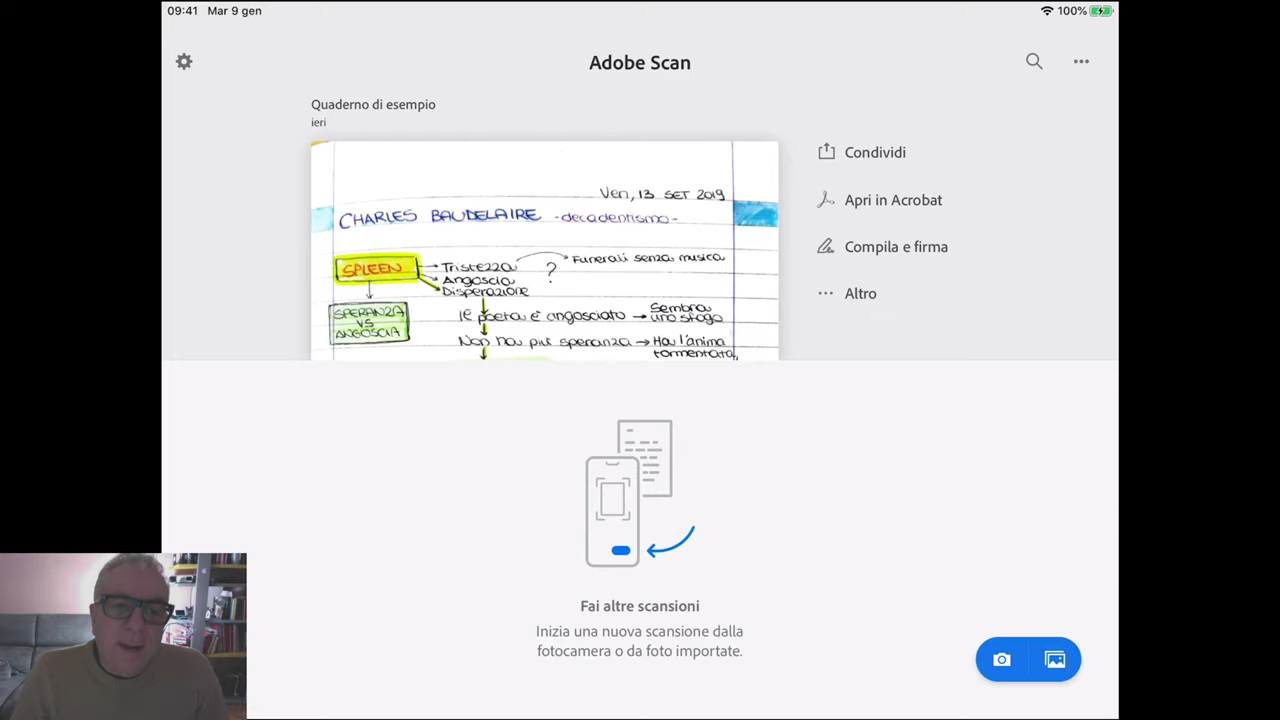 09:41 Mar 9 gen
100%
Adobe Scan
Quaderno di esempio
ieri
Ven, 13 SET 2019
CHARLES BAUDELAIRE -decadentismo-
SPLEEN
Tristezza
Angoscia
Disperazione
?
Funerali senza musica
SPERANZA
VS
ANGOSCIA
Il poeta è angosciato
Sembra
uno sfogo
Non ha più speranza
Ha l'anima
tormentata,
Condividi
Apri in Acrobat
Compila e firma
Altro
Fai altre scansioni
Inizia una nuova scansione dalla
fotocamera o da foto importate.